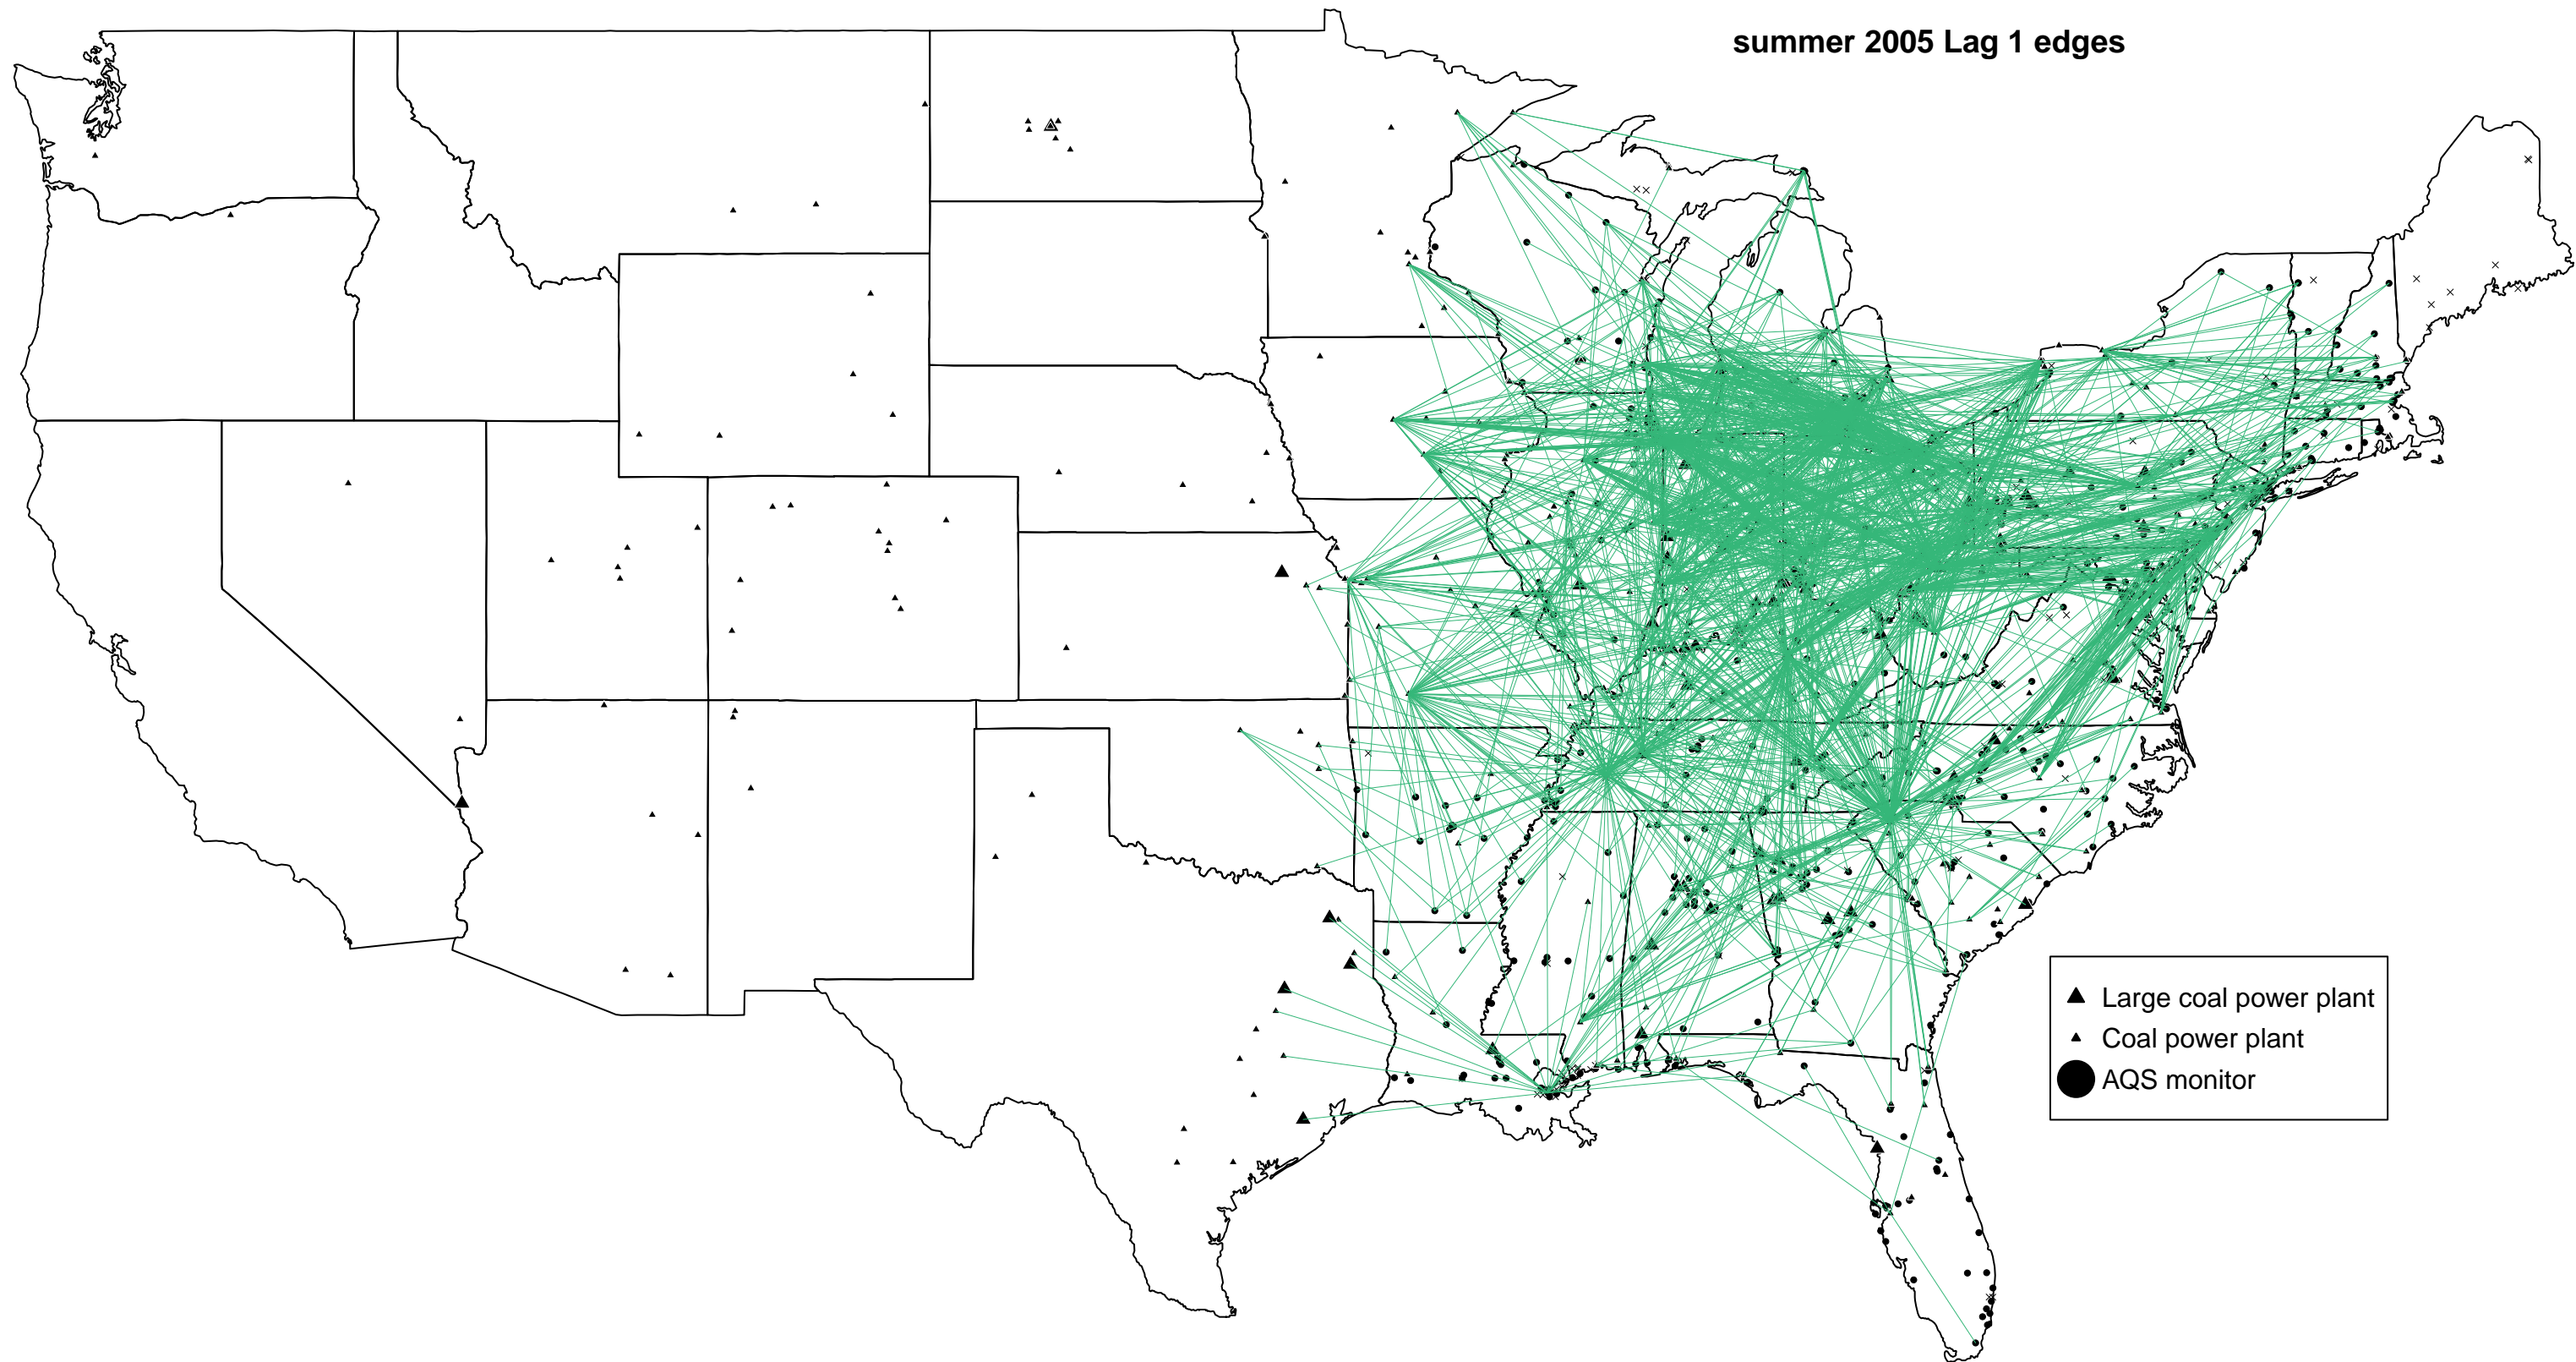 summer 2005 Lag 1 edges
Large coal power plant
Coal power plant
AQS monitor